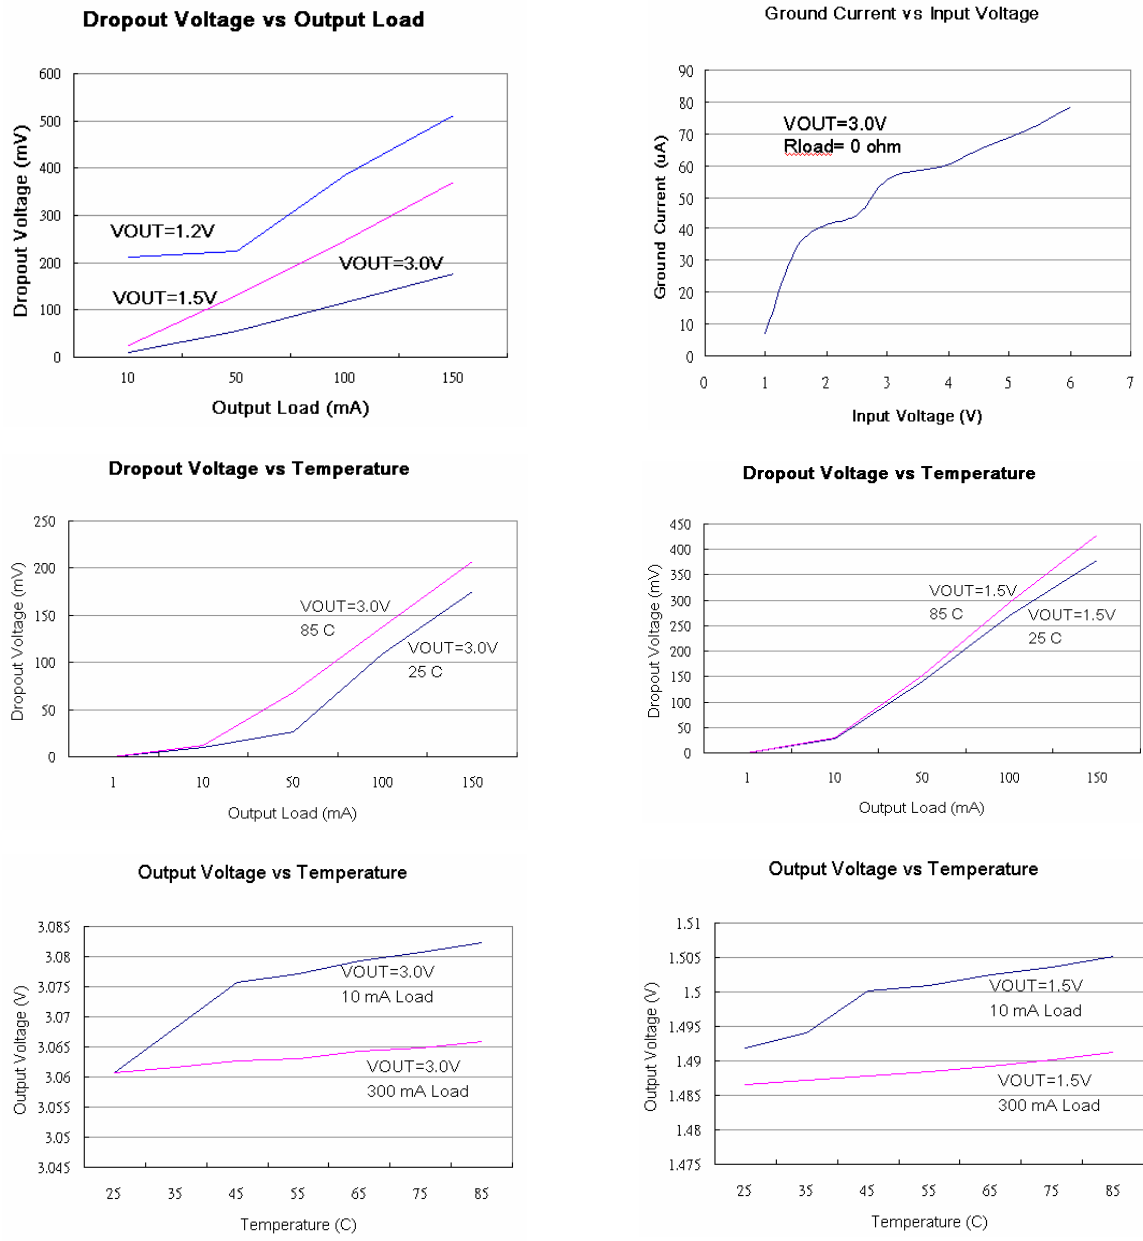 Dropout Voltage vs Output Load
600
500
400
300
200
100
0
Dropout Voltage (mV)
VOUT=1.2V
VOUT=1.5V
VOUT=3.0V
10 50 100 150
Output Load (mA)
Ground Current vs Input Voltage
90
80
70
60
50
40
30
20
10
0
Ground Current (uA)
VOUT=3.0V
Rload= 0 ohm
0 1 2 3 4 5 6 7
Input Voltage (V)
Dropout Voltage vs Temperature
250
200
150
100
50
0
Dropout Voltage (mV)
VOUT=3.0V
85 C
VOUT=3.0V
25 C
1 10 50 100 150
Output Load (mA)
Dropout Voltage vs Temperature
450
400
350
300
250
200
150
100
50
0
Dropout Voltage (mV)
VOUT=1.5V
85 C
VOUT=1.5V
25 C
1 10 50 100 150
Output Load (mA)
Output Voltage vs Temperature
3.085
3.08
3.075
3.07
3.065
3.06
3.055
3.05
3.045
Output Voltage (V)
VOUT=3.0V
10 mA Load
VOUT=3.0V
300 mA Load
25 35 45 55 65 75 85
Temperature (C)
Output Voltage vs Temperature
1.51
1.505
1.5
1.495
1.49
1.485
1.48
1.475
Output Voltage (V)
VOUT=1.5V
10 mA Load
VOUT=1.5V
300 mA Load
25 35 45 55 65 75 85
Temperature (C)